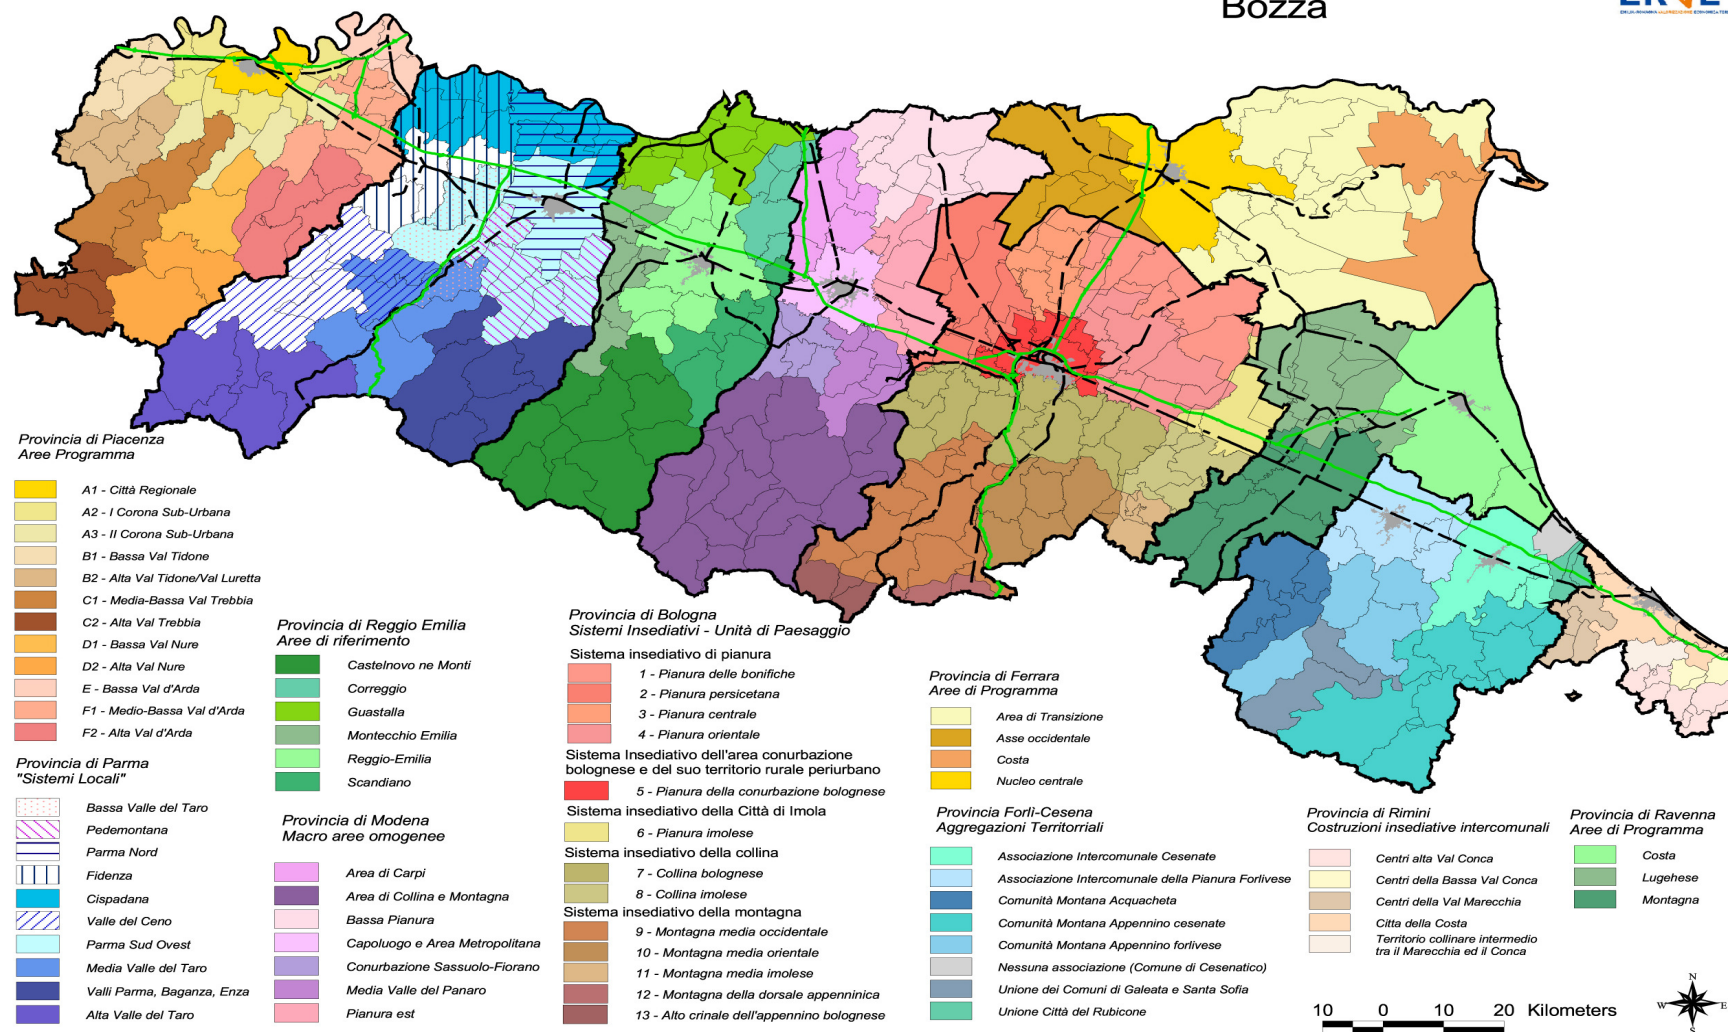 Bozza
Provincia di Piacenza
Aree Programma
A1 - Città Regionale
A2 - I Corona Sub-Urbana
A3 - II Corona Sub-Urbana
B1 - Bassa Val Tidone
B2 - Alta Val Tidone/Val Luretta
C1 - Media-Bassa Val Trebbia
C2 - Alta Val Trebbia
D1 - Bassa Val Nure
D2 - Alta Val Nure
E - Bassa Val d'Arda
F1 - Medio-Bassa Val d'Arda
F2 - Alta Val d'Arda
Provincia di Parma
"Sistemi Locali"
Bassa Valle del Taro
Pedemontana
Parma Nord
Fidenza
Cispadana
Valle del Ceno
Parma Sud Ovest
Media Valle del Taro
Valli Parma, Baganza, Enza
Alta Valle del Taro
Provincia di Reggio Emilia
Aree di riferimento
Castelnovo ne Monti
Correggio
Guastalla
Montecchio Emilia
Reggio-Emilia
Scandiano
Provincia di Modena
Macro aree omogenee
Area di Carpi
Area di Collina e Montagna
Bassa Pianura
Capoluogo e Area Metropolitana
Conurbazione Sassuolo-Fiorano
Media Valle del Panaro
Pianura est
Provincia di Bologna
Sistemi Insediativi - Unità di Paesaggio
Sistema insediativo di pianura
1 - Pianura delle bonifiche
2 - Pianura persicetana
3 - Pianura centrale
4 - Pianura orientale
Sistema Insediativo dell'area conurbazione
bolognese e del suo territorio rurale periurbano
5 - Pianura della conurbazione bolognese
Sistema insediativo della Città di Imola
6 - Pianura imolese
Sistema insediativo della collina
7 - Collina bolognese
8 - Collina imolese
Sistema insediativo della montagna
9 - Montagna media occidentale
10 - Montagna media orientale
11 - Montagna media imolese
12 - Montagna della dorsale appenninica
13 - Alto crinale dell'appennino bolognese
Provincia di Ferrara
Aree di Programma
Area di Transizione
Asse occidentale
Costa
Nucleo centrale
Provincia Forlì-Cesena
Aggregazioni Territorriali
Associazione Intercomunale Cesenate
Associazione Intercomunale della Pianura Forlivese
Comunità Montana Acquacheta
Comunità Montana Appennino cesenate
Comunità Montana Appennino forlivese
Nessuna associazione (Comune di Cesenatico)
Unione dei Comuni di Galeata e Santa Sofia
Unione Città del Rubicone
Provincia di Rimini
Costruzioni insediative intercomunali
Centri alta Val Conca
Centri della Bassa Val Conca
Centri della Val Marecchia
Citta della Costa
Territorio collinare intermedio
tra il Marecchia ed il Conca
Provincia di Ravenna
Aree di Programma
Costa
Lughese
Montagna
N
W E
S
10 0 10 20 Kilometers